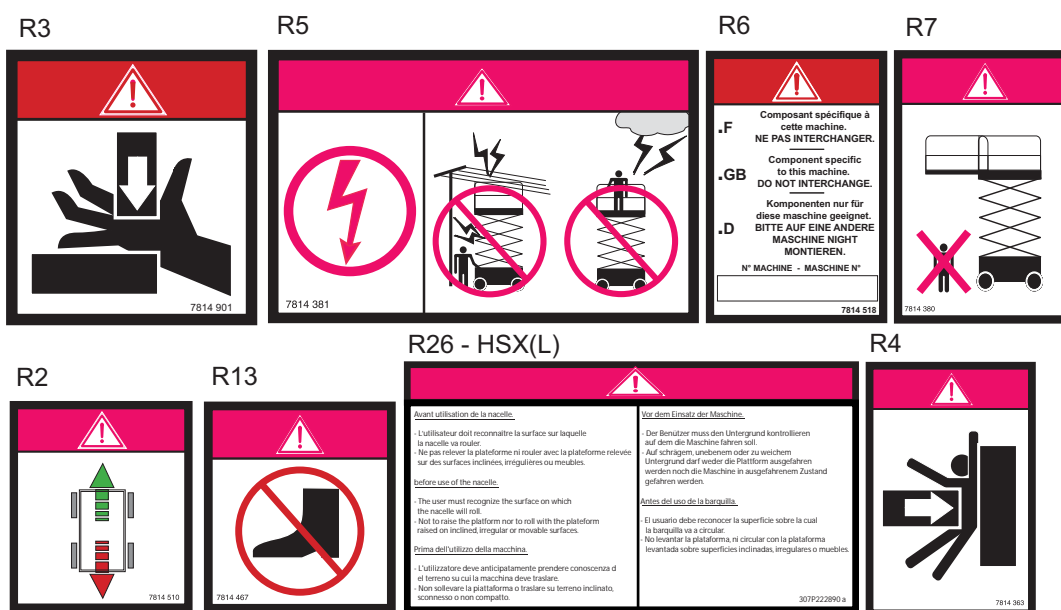 R3
7814 901
R5
7814 381
R6
.F
Composant spécifique à
cette machine.
NE PAS INTERCHANGER.
.GB
Component specific
to this machine.
DO NOT INTERCHANGE.
.D
Komponenten nur für
diese maschine geeignet.
BITTE AUF EINE ANDERE
MASCHINE NIGHT
MONTIEREN.
N° MACHINE - MASCHINE N°
7814 518
R7
7814 380
R2
7814 510
R13
7814 467
R26 - HSX(L)
Avant utilisation de la nacelle.
- L'utilisateur doit reconnaitre la surface sur laquelle
la nacelle va rouler.
- Ne pas relever la plateforme ni rouler avec la plateforme relevée
sur des surfaces inclinées, irrégulières ou meubles.
before use of the nacelle.
- The user must recognize the surface on which
the nacelle will roll.
- Not to raise the platform nor to roll with the plateform
raised on inclined, irregular or movable surfaces.
Prima dell'utilizzo della macchina.
- L'utilizzatore deve anticipatamente prendere conoscenza d
el terreno su cui la macchina deve traslare.
- Non sollevare la piattaforma o traslare su terreno inclinato,
sconnesso o non compatto.
Vor dem Einsatz der Maschine.
- Der Benützer muss den Untergrund kontrollieren
auf dem die Maschine fahren soll.
- Auf schrägem, unebenem oder zu weichem
Untergrund darf weder die Plattform ausgefahren
werden noch die Maschine in ausgefahrenem Zustand
gefahren werden.
Antes del uso de la barquilla.
- El usuario debe reconocer la superficie sobre la cual
la barquilla va a circular.
- No levantar la plataforma, ni circular con la plataforma
levantada sobre superficies inclinadas, irregulares o muebles.
307P222890 a
R4
7814 363